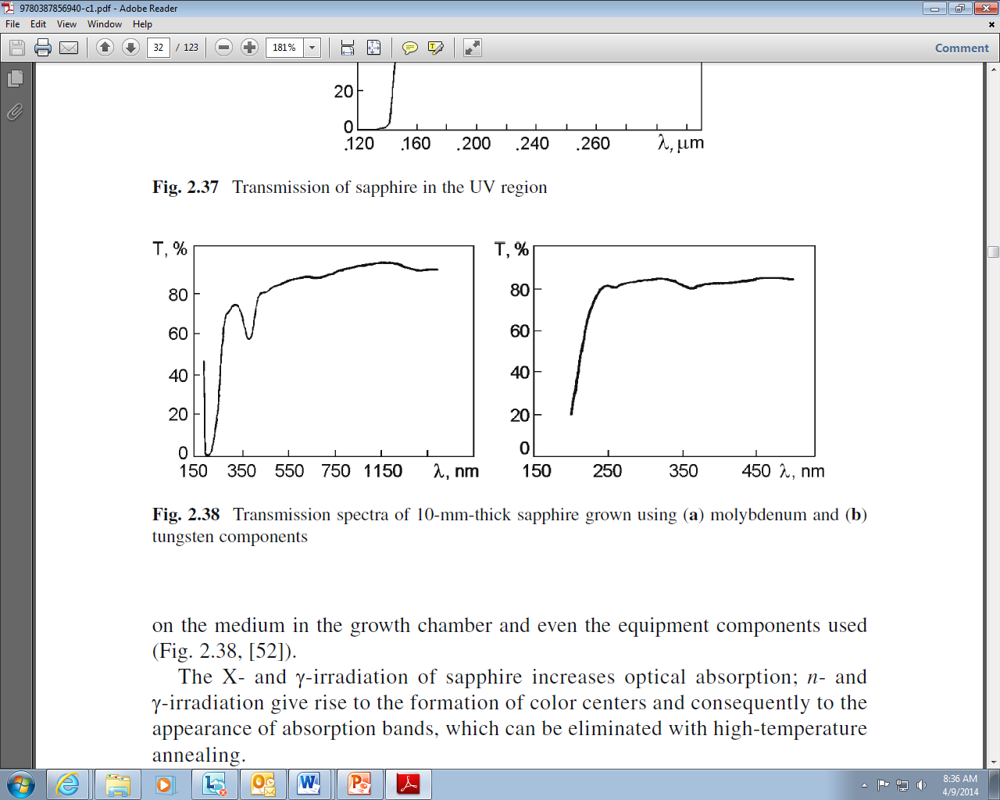 9780387856940-c1.pdf - Adobe Reader
File Edit View Window Help
32 / 123 181% Comment
20
0
.120 .160 .200 .240 .260 λ, μm
Fig. 2.37 Transmission of sapphire in the UV region
T, %
80
60
40
20
0
150 350 550 750 1150 λ, nm
T, %
80
60
40
20
0
150 250 350 450 λ, nm
Fig. 2.38 Transmission spectra of 10-mm-thick sapphire grown using (a) molybdenum and (b)
tungsten components
on the medium in the growth chamber and even the equipment components used
(Fig. 2.38, [52]).
The X- and γ-irradiation of sapphire increases optical absorption; n- and
γ-irradiation give rise to the formation of color centers and consequently to the
appearance of absorption bands, which can be eliminated with high-temperature
annealing.
8:36 AM
4/9/2014